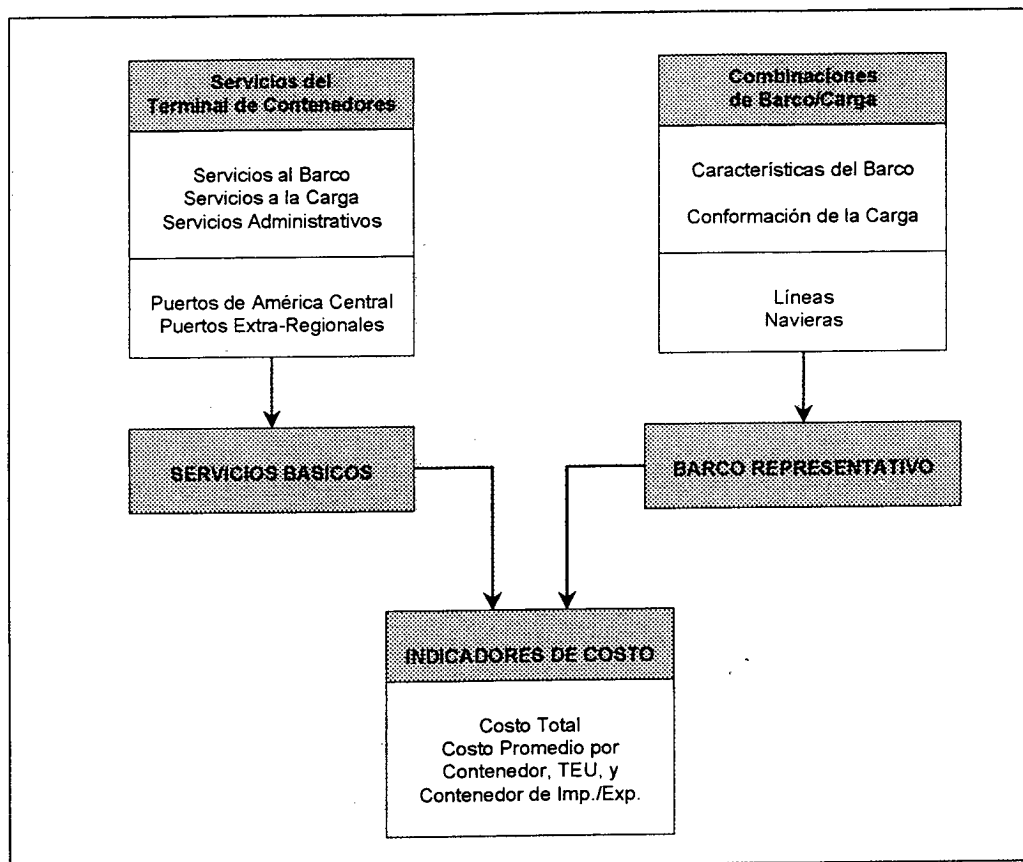 Servicios del
Terminal de Contenedores
Servicios al Barco
Servicios a la Carga
Servicios Administrativos
Puertos de América Central
Puertos Extra-Regionales
Combinaciones
de Barco/Carga
Características del Barco
Conformación de la Carga
Líneas
Navieras
SERVICIOS BASICOS
BARCO REPRESENTATIVO
INDICADORES DE COSTO
Costo Total
Costo Promedio por
Contenedor, TEU, y
Contenedor de Imp./Exp.